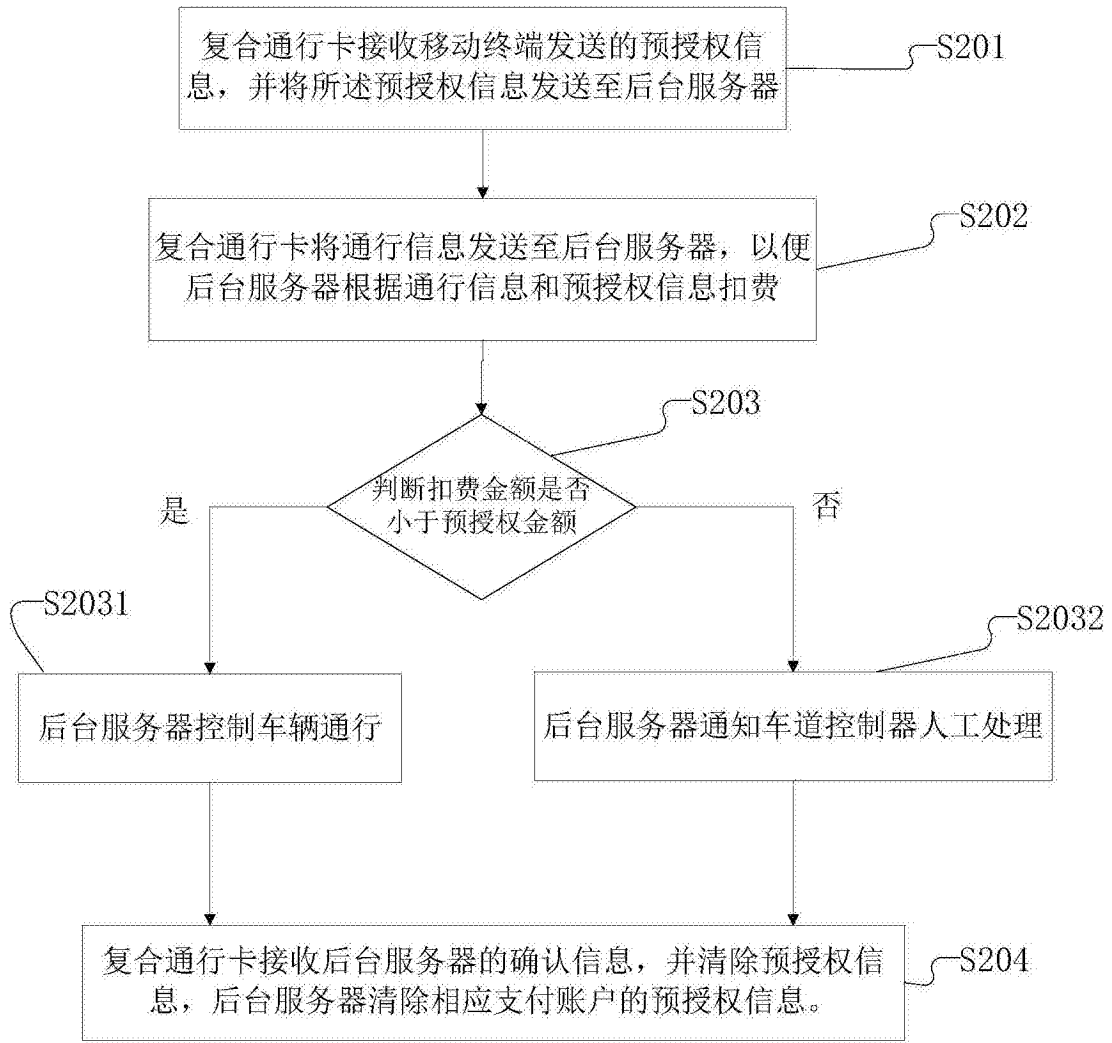 复合通行卡接收移动终端发送的预授权信
息，并将所述预授权信息发送至后台服务器
S201
复合通行卡将通行信息发送至后台服务器，以便
后台服务器根据通行信息和预授权信息扣费
S202
判断扣费金额是否
小于预授权金额
S203
是
否
S2031
后台服务器控制车辆通行
S2032
后台服务器通知车道控制器人工处理
复合通行卡接收后台服务器的确认信息，并清除预授权信
息，后台服务器清除相应支付账户的预授权信息。
S204